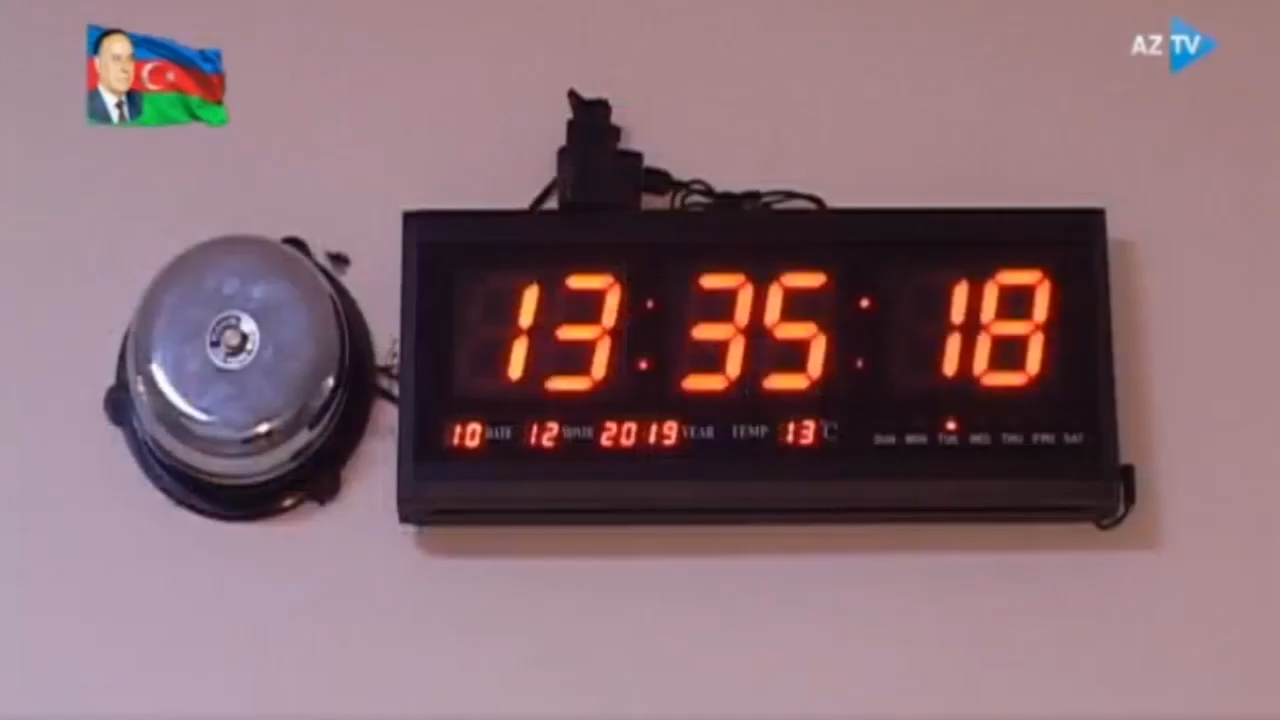 AZ TV
13:35:18
10 DATE 12 MONTH 2019 YEAR TEMP 13°C
SUN MON TUE WED THU FRI SAT